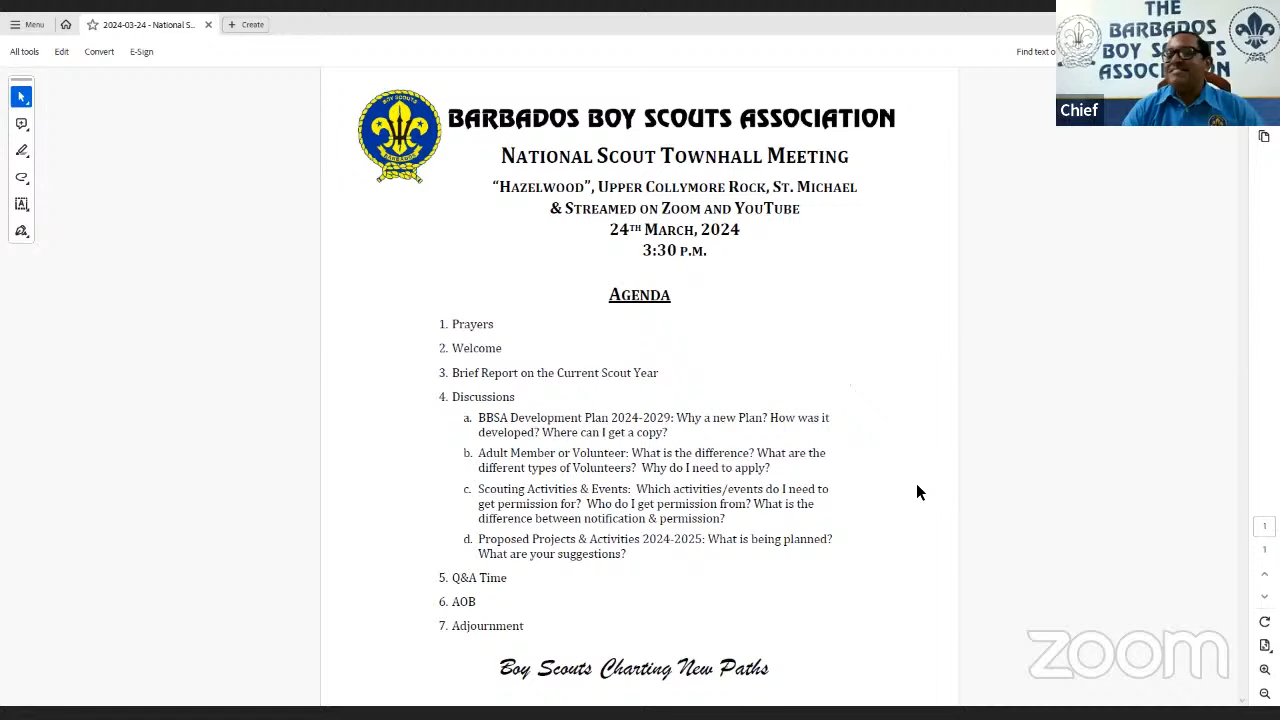 Menu
2024-03-24 - National S...
Create
All tools
Edit
Convert
E-Sign
Find text o
THE
BARBADOS
BOY SCOUTS
ASSOCIATION
Chief
BOY SCOUTS
BARBADOS
BARBADOS BOY SCOUTS ASSOCIATION
NATIONAL SCOUT TOWNHALL MEETING
“HAZELWOOD”, UPPER COLLYMORE ROCK, ST. MICHAEL
& STREAMED ON ZOOM AND YOUTUBE
24TH MARCH, 2024
3:30 P.M.
AGENDA
1. Prayers
2. Welcome
3. Brief Report on the Current Scout Year
4. Discussions
a. BBSA Development Plan 2024-2029: Why a new Plan? How was it
developed? Where can I get a copy?
b. Adult Member or Volunteer: What is the difference? What are the
different types of Volunteers? Why do I need to apply?
c. Scouting Activities & Events: Which activities/events do I need to
get permission for? Who do I get permission from? What is the
difference between notification & permission?
d. Proposed Projects & Activities 2024-2025: What is being planned?
What are your suggestions?
5. Q&A Time
6. AOB
7. Adjournment
Boy Scouts Charting New Paths
1
1
zoom